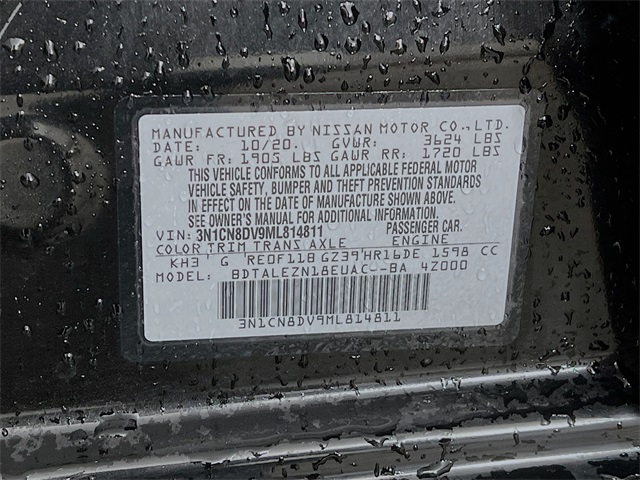 MANUFACTURED BY NISSAN MOTOR CO., LTD.
DATE: 10/20. GVWR: 3624 LBS
GAWR FR: 1905 LBS GAWR RR: 1720 LBS
THIS VEHICLE CONFORMS TO ALL APPLICABLE FEDERAL MOTOR
VEHICLE SAFETY, BUMPER AND THEFT PREVENTION STANDARDS
IN EFFECT ON THE DATE OF MANUFACTURE SHOWN ABOVE.
SEE OWNER'S MANUAL FOR ADDITIONAL INFORMATION.
VIN: 3N1CN8DV9ML814811 PASSENGER CAR.
COLOR TRIM TRANS AXLE ENGINE
KH3 G RE0F11B GZ39 HR16DE 1598 CC
MODEL: BDTALEZN18EUAC--BA 4Z000
3N1CN8DV9ML814811